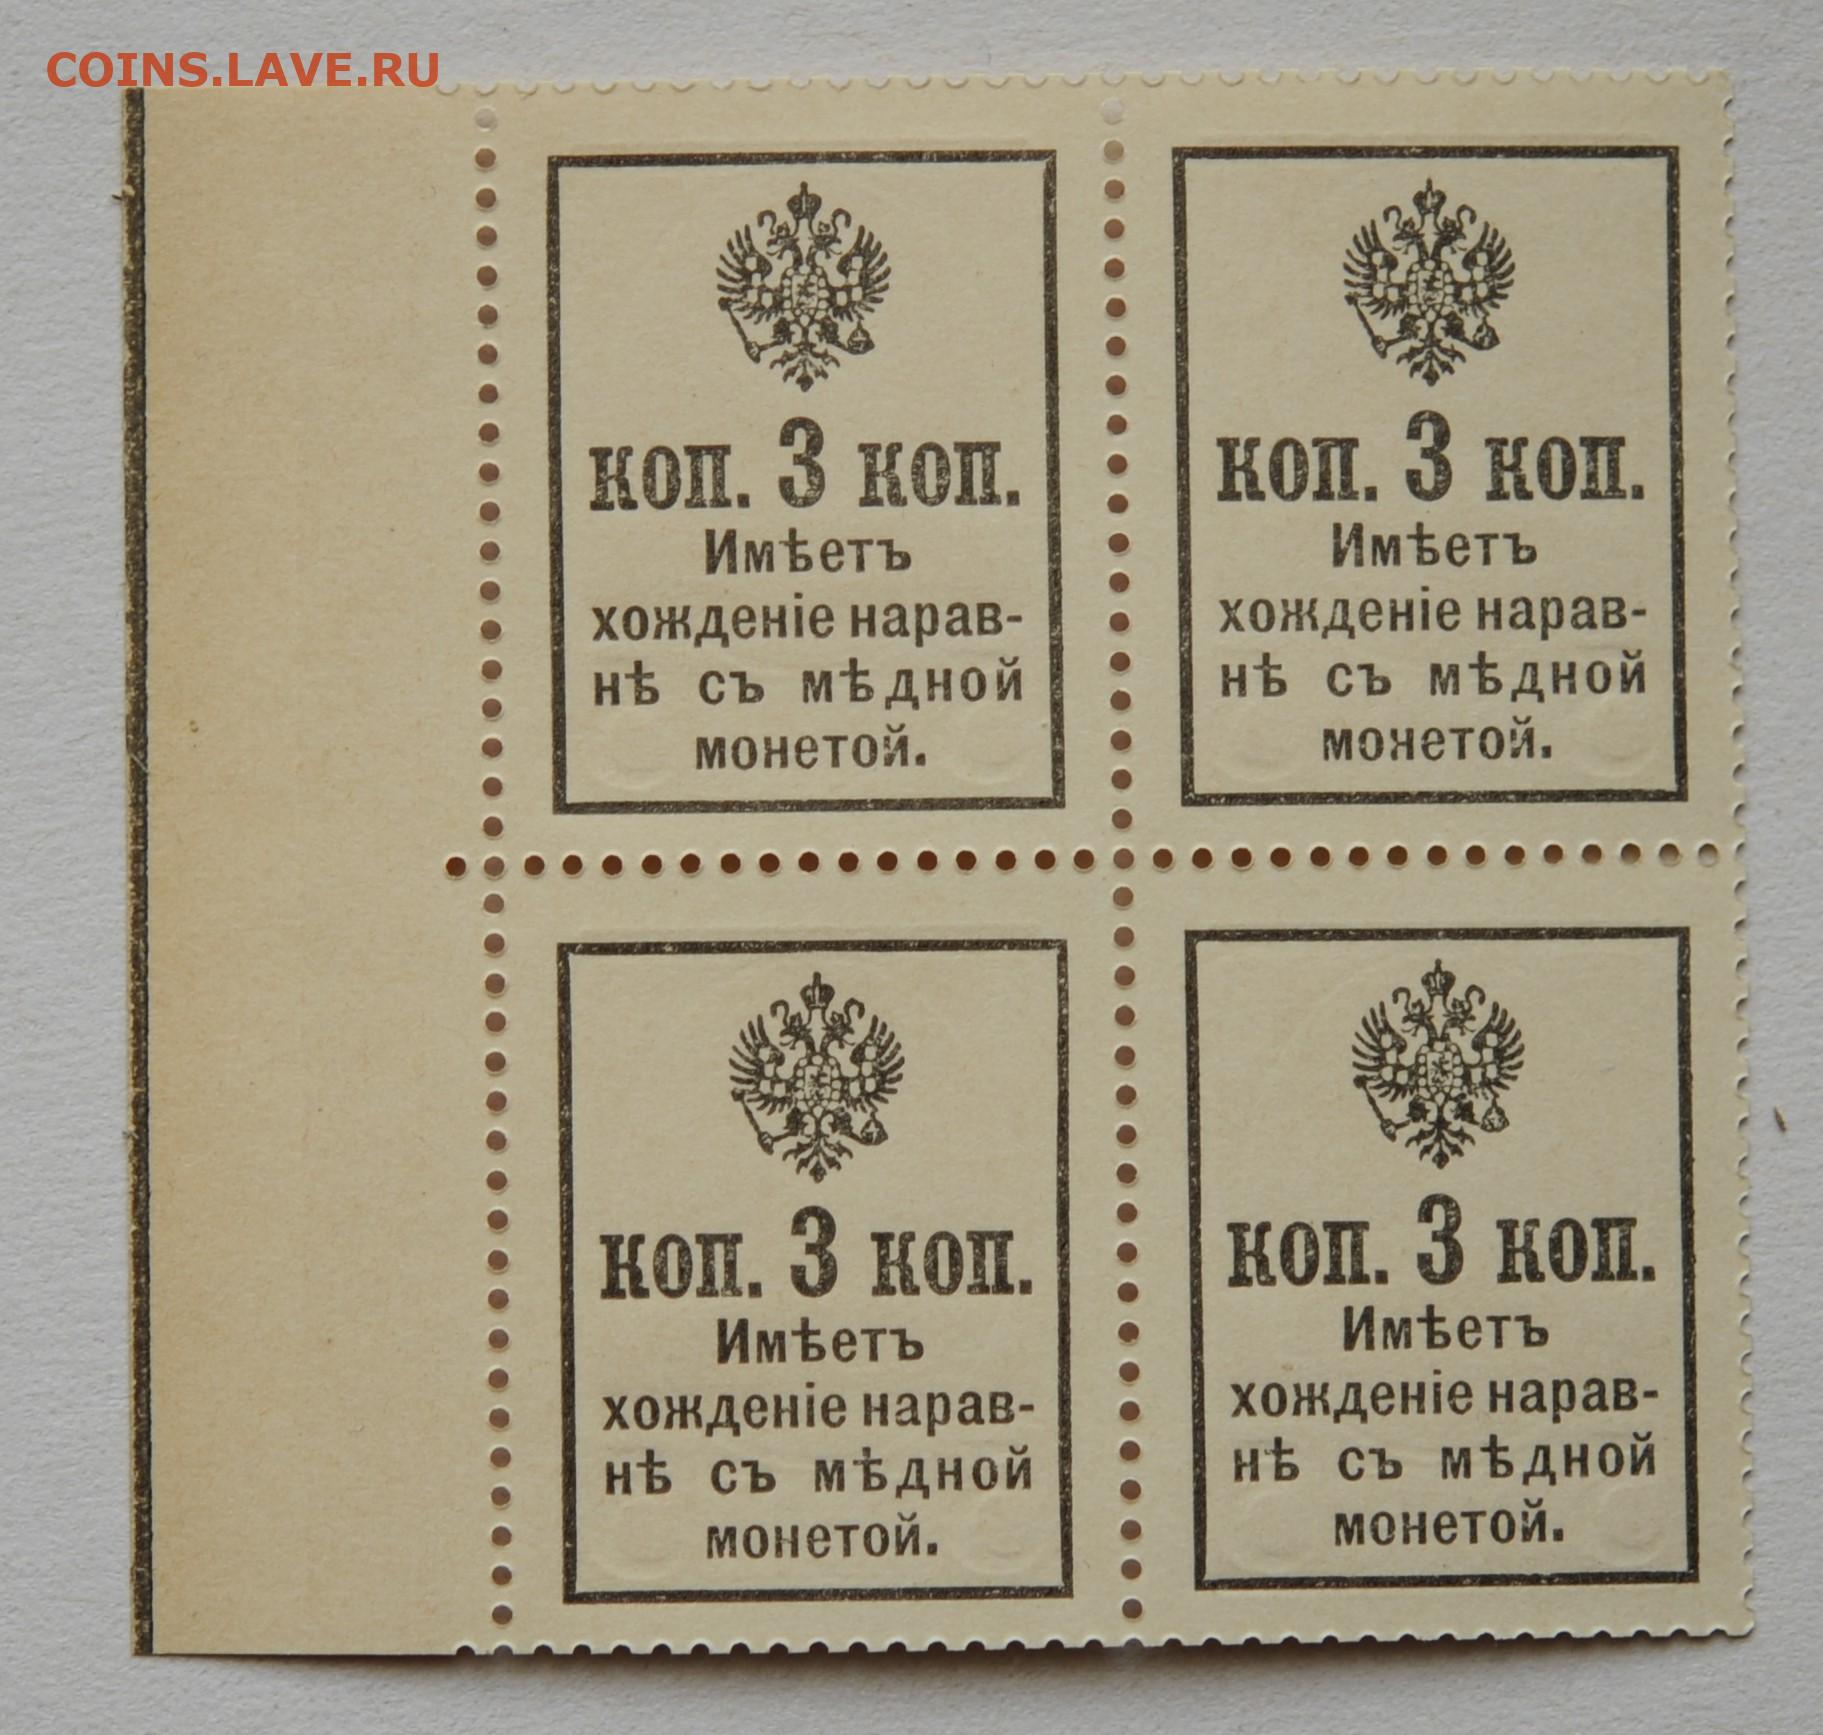 COINS.LAVE.RU
коп. 3 коп.
Имѣетъ
хожденіе нарав-
нѣ съ мѣдной
монетой.
коп. 3 коп.
Имѣетъ
хожденіе нарав-
нѣ съ мѣдной
монетой.
коп. 3 коп.
Имѣетъ
хожденіе нарав-
нѣ съ мѣдной
монетой.
коп. 3 коп.
Имѣетъ
хожденіе нарав-
нѣ съ мѣдной
монетой.